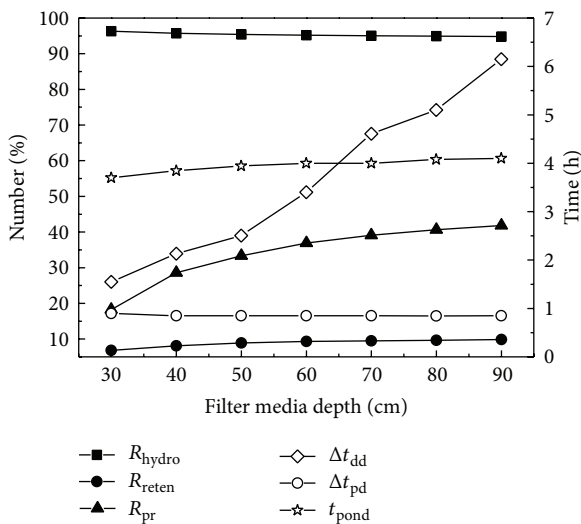 100
90
80
70
60
50
40
30
20
10
Number (%)
7
6
5
4
3
2
1
0
Time (h)
30 40 50 60 70 80 90
Filter media depth (cm)
R_hydro
R_reten
R_pr
Δt_dd
Δt_pd
t_pond